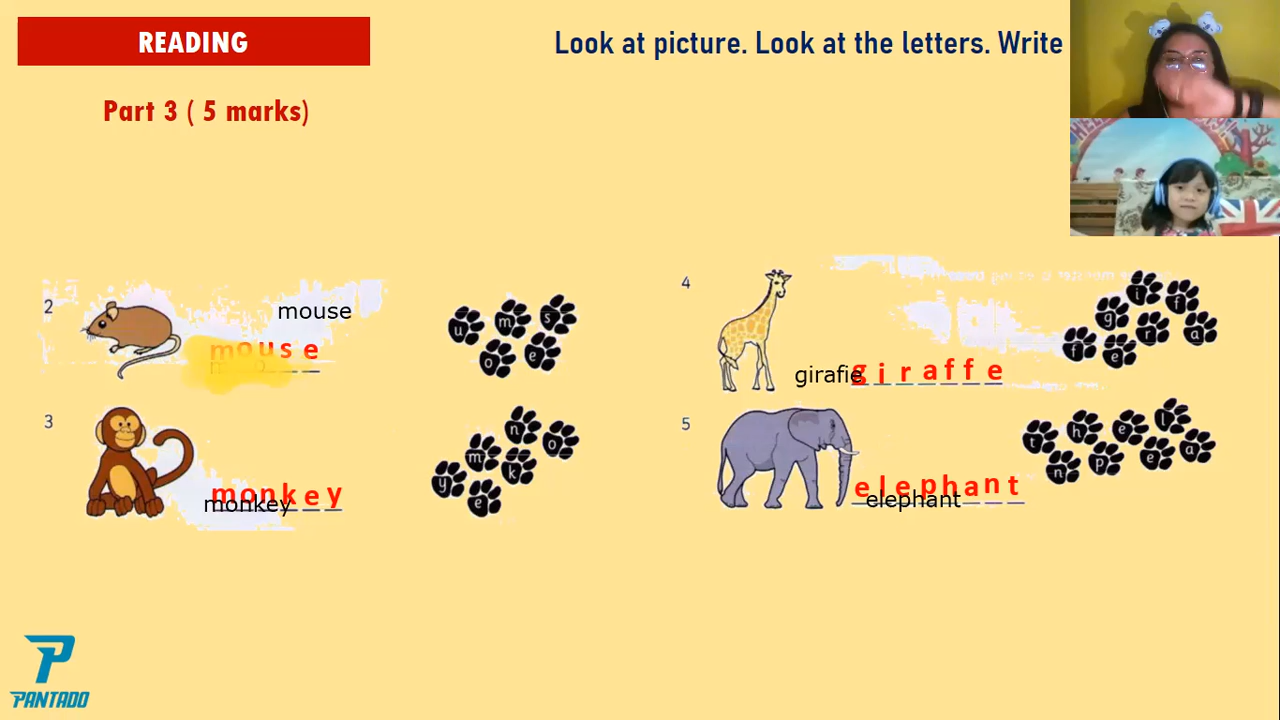 READING
Look at picture. Look at the letters. Write
Part 3 ( 5 marks)
2
mouse
mouse
u m s o e
3
monkey
monkey
n o m k y e
4
girafie
giraffe
i f g r a f e
5
elephant
elephant
t h e l n p e a
PANTADO